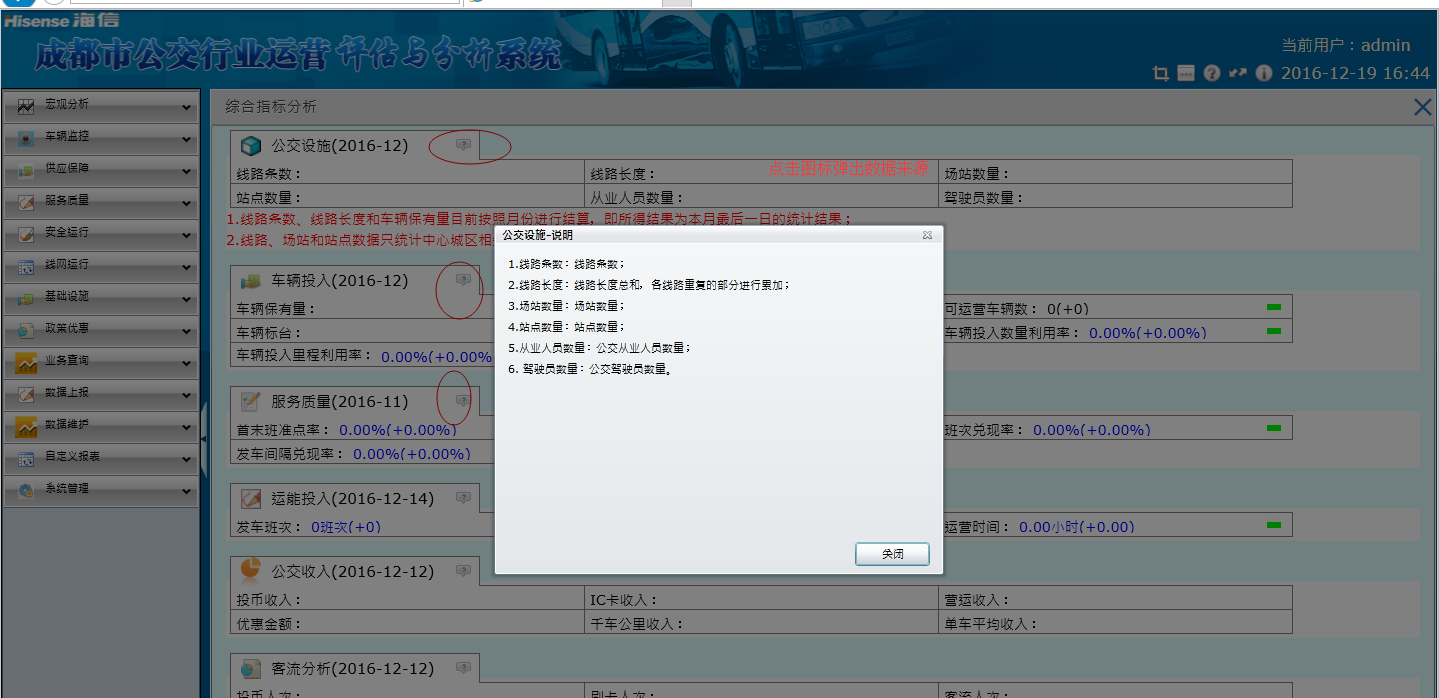 Hisense 海信
成都市公交行业运营评估与分析系统
当前用户：admin
2016-12-19 16:44
宏观分析
车辆监控
供应保障
服务质量
安全运行
线网运行
基础设施
政策优惠
业务查询
数据上报
数据维护
自定义报表
系统管理
综合指标分析
公交设施(2016-12)
点击图标弹出数据来源
线路条数： 线路长度： 场站数量：
站点数量： 从业人员数量： 驾驶员数量：
1.线路条数、线路长度和车辆保有量目前按照月份进行结算，即所得结果为本月最后一日的统计结果；
2.线路、场站和站点数据只统计中心城区相
车辆投入(2016-12)
车辆保有量： 可运营车辆数： 0(+0)
车辆标台： 车辆投入数量利用率： 0.00%(+0.00%)
车辆投入里程利用率： 0.00%(+0.00%
服务质量(2016-11)
首末班准点率： 0.00%(+0.00%) 班次兑现率： 0.00%(+0.00%)
发车间隔兑现率： 0.00%(+0.00%)
运能投入(2016-12-14)
发车班次： 0班次(+0) 运营时间： 0.00小时(+0.00)
公交收入(2016-12-12)
投币收入： IC卡收入： 营运收入：
优惠金额： 千车公里收入： 单车平均收入：
客流分析(2016-12-12)
投币人次： 刷卡人次： 客流人次：
公交设施-说明
1.线路条数：线路条数；
2.线路长度：线路长度总和，各线路重复的部分进行累加；
3.场站数量：场站数量；
4.站点数量：站点数量；
5.从业人员数量：公交从业人员数量；
6. 驾驶员数量：公交驾驶员数量。
关闭